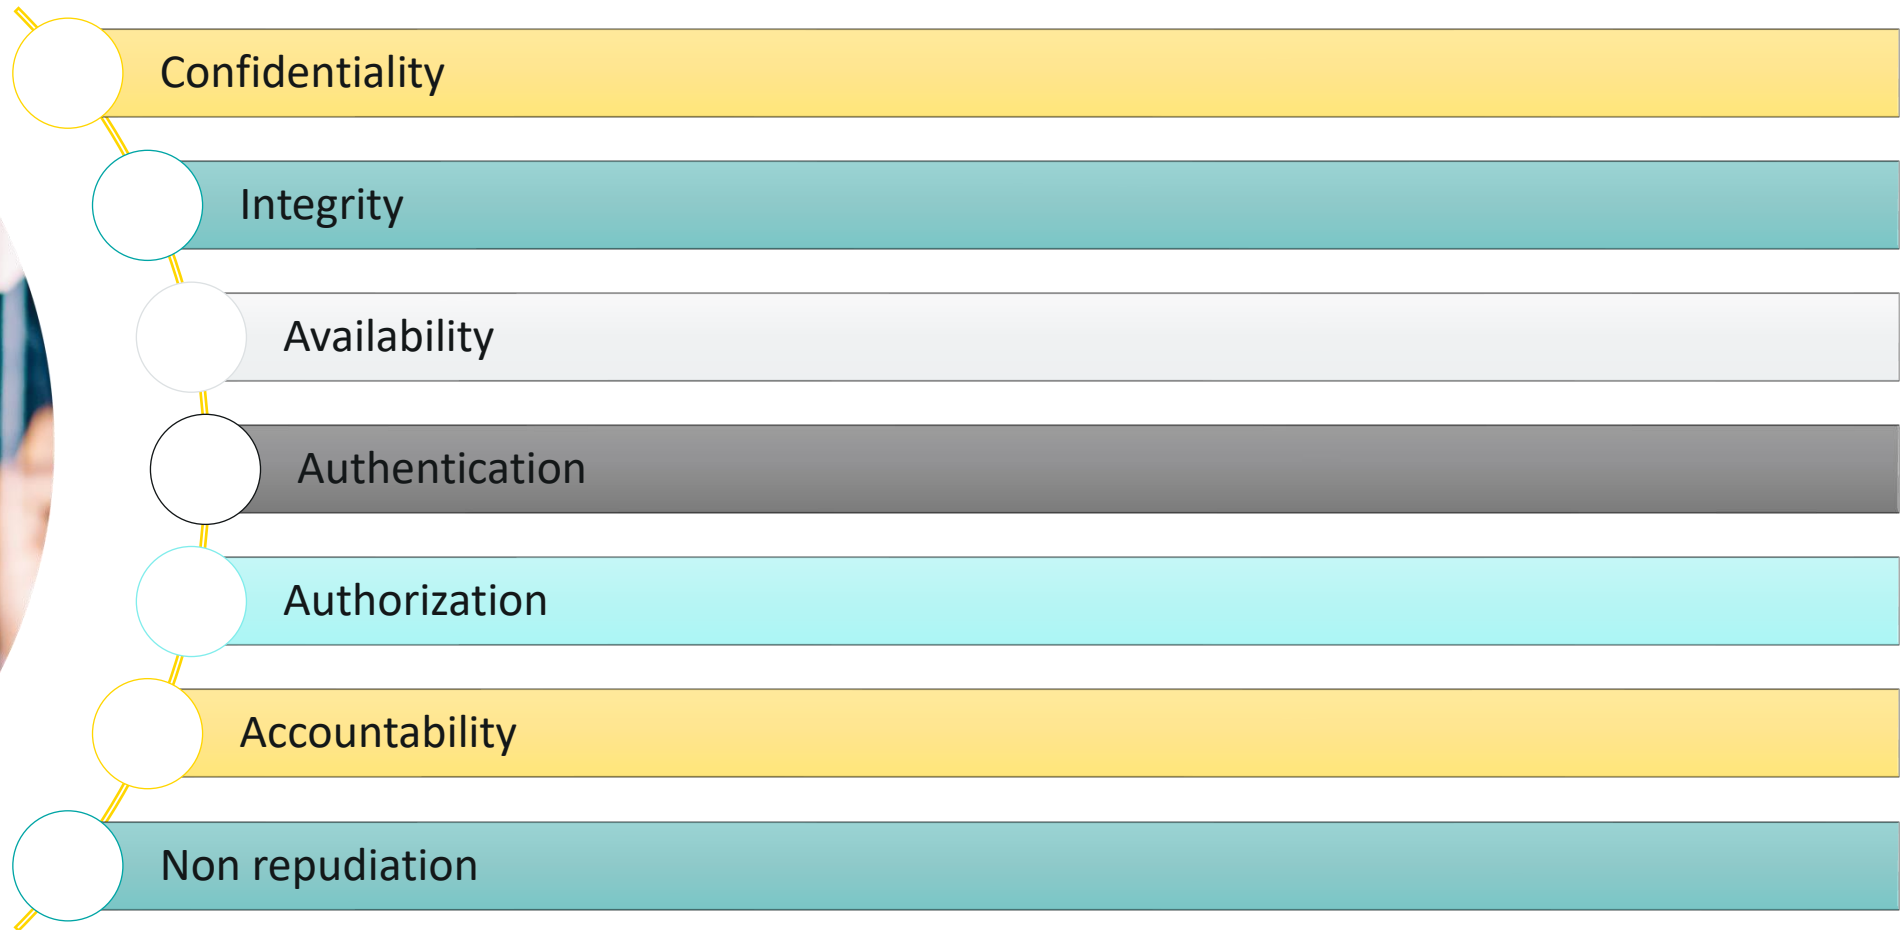 Confidentiality
Integrity
Availability
Authentication
Authorization
Accountability
Non repudiation